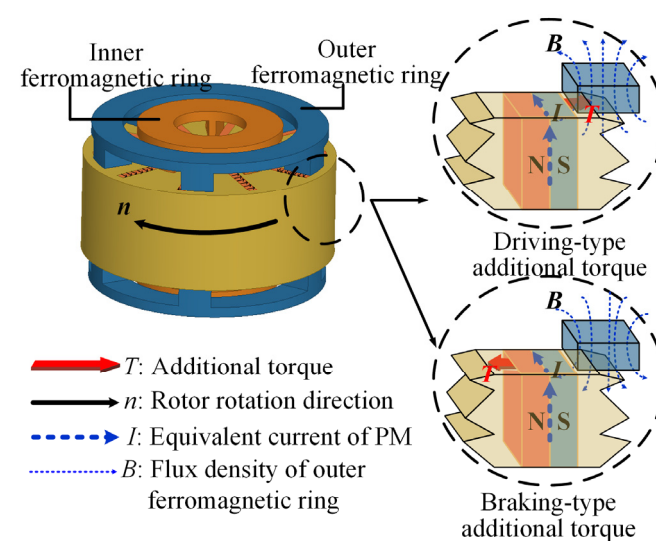 Inner
ferromagnetic ring
Outer
ferromagnetic ring
n
B
I
T
N S
Driving-type
additional torque
B
I
T
N S
Braking-type
additional torque
T: Additional torque
n: Rotor rotation direction
I: Equivalent current of PM
B: Flux density of outer
ferromagnetic ring